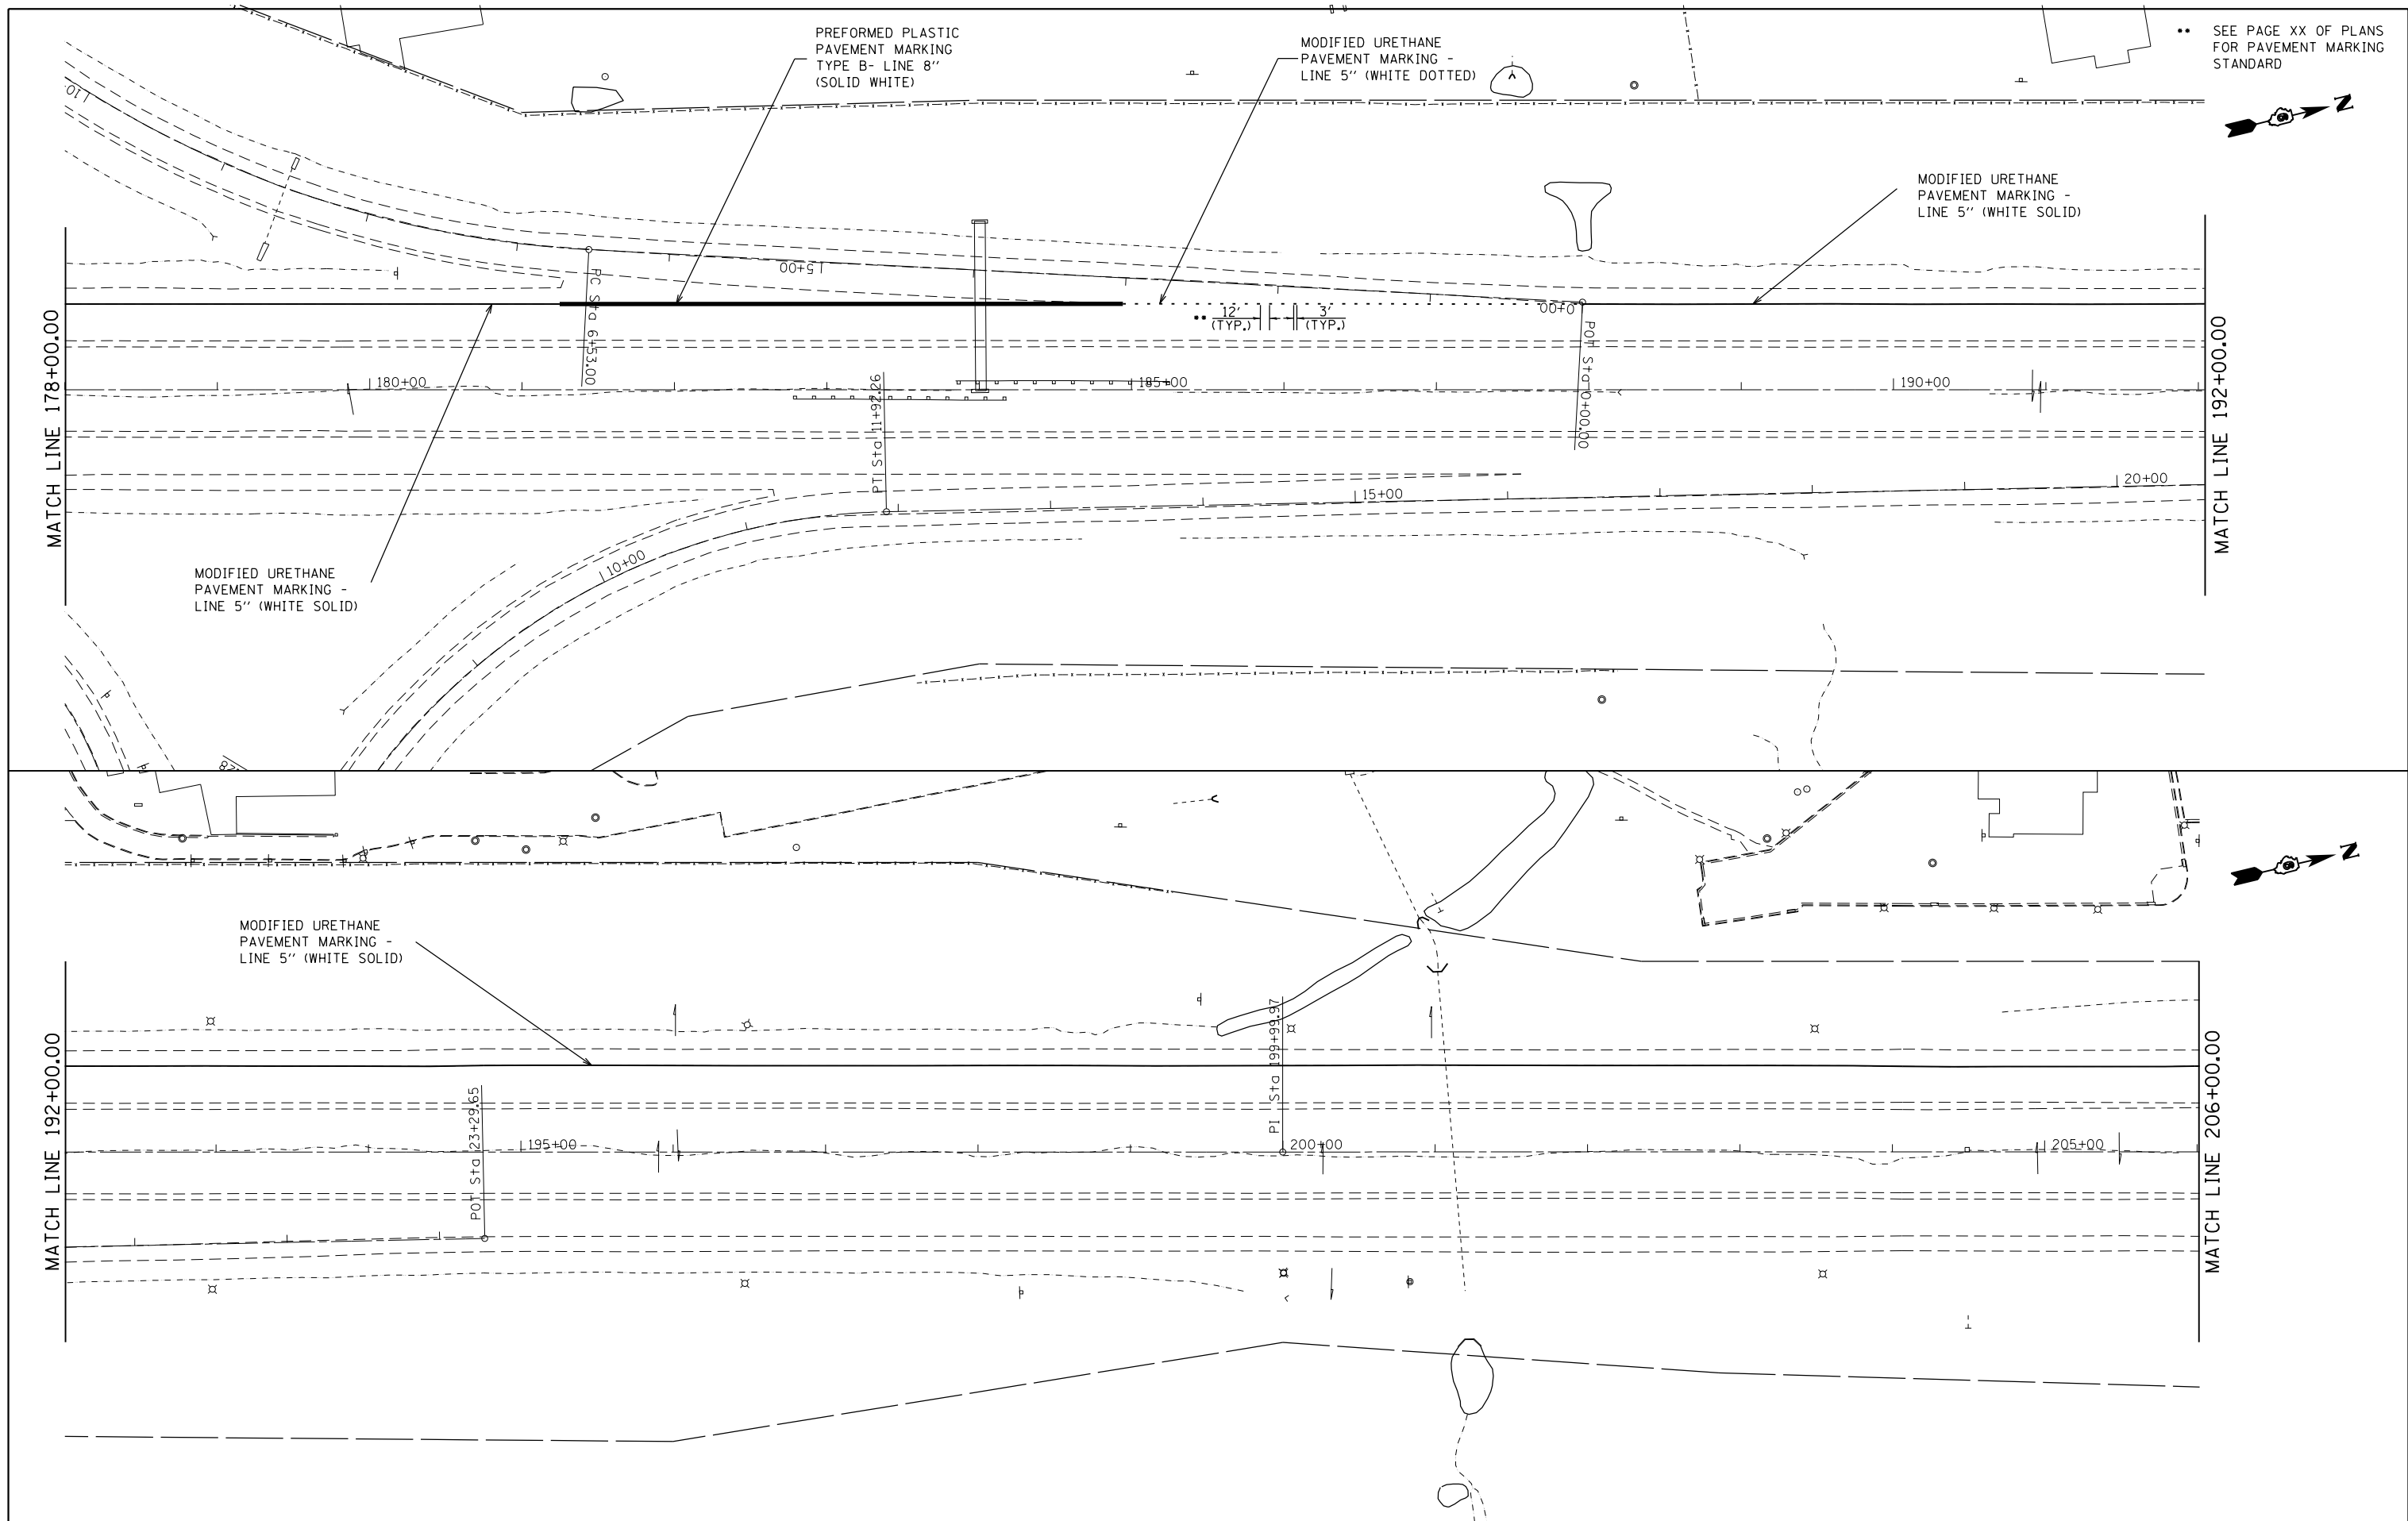 PREFORMED PLASTIC
PAVEMENT MARKING
TYPE B- LINE 8''
(SOLID WHITE)
MODIFIED URETHANE
PAVEMENT MARKING -
LINE 5'' (WHITE DOTTED)
•• SEE PAGE XX OF PLANS
FOR PAVEMENT MARKING
STANDARD
N
MODIFIED URETHANE
PAVEMENT MARKING -
LINE 5'' (WHITE SOLID)
5+00
0+00
•• 12' (TYP.)
3' (TYP.)
PC Sta 6+53.00
POT Sta 0+00.00
PT Sta 11+92.26
180+00
185+00
190+00
MATCH LINE 178+00.00
MATCH LINE 192+00.00
15+00
20+00
10+00
MODIFIED URETHANE
PAVEMENT MARKING -
LINE 5'' (WHITE SOLID)
N
MODIFIED URETHANE
PAVEMENT MARKING -
LINE 5'' (WHITE SOLID)
MATCH LINE 192+00.00
POT Sta 23+29.65
PI Sta 199+99.97
195+00
200+00
205+00
MATCH LINE 206+00.00